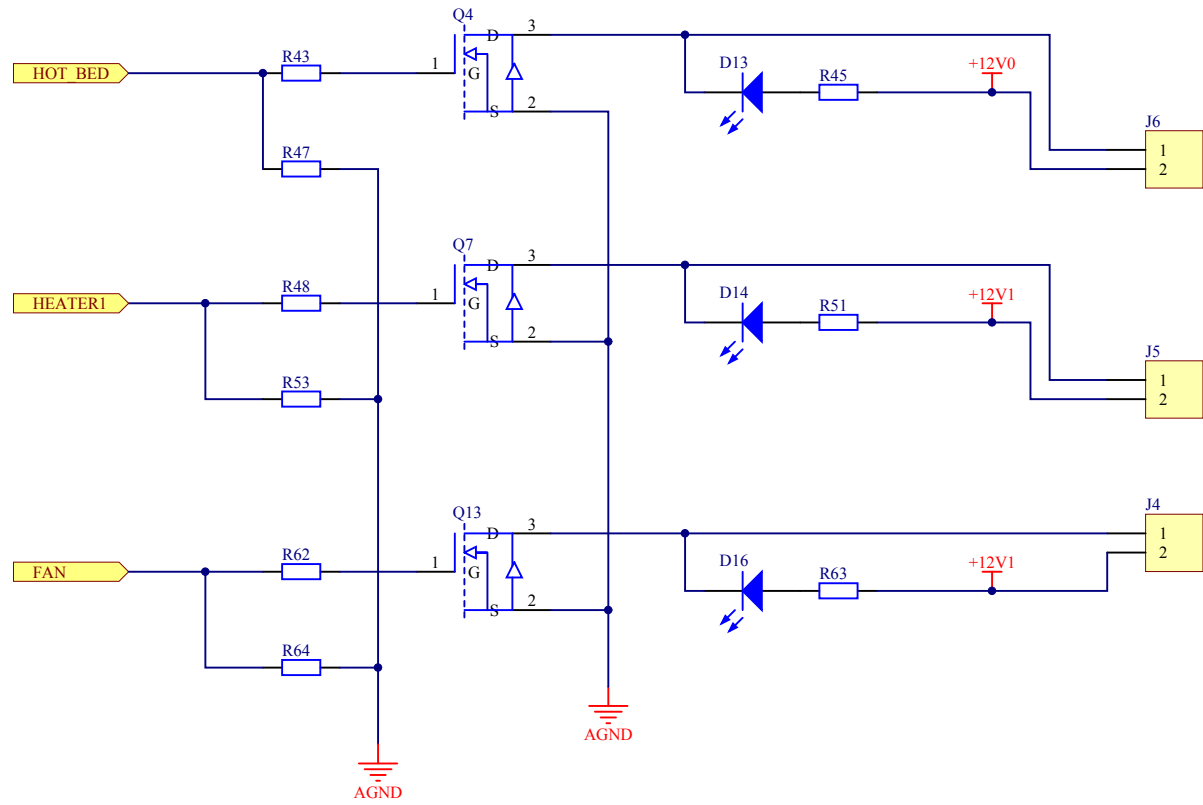 Q4
D 3
R43
HOT_BED
1
G
D13
R45
+12V0
S 2
J6
1
2
R47
Q7
D 3
R48
HEATER1
1
G
D14
R51
+12V1
S 2
J5
1
2
R53
Q13
D 3
J4
1
2
R62
FAN
1
G
D16
R63
+12V1
S 2
R64
AGND
AGND